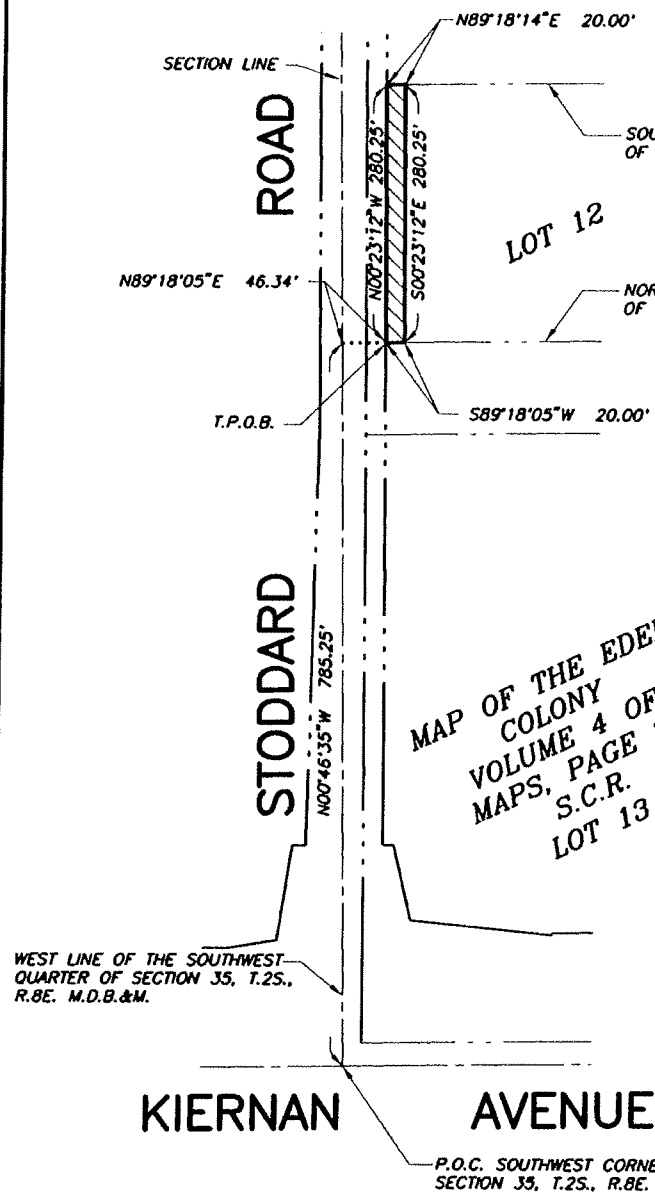 N89°18'14"E 20.00'
SECTION LINE
ROAD
N00°23'12"W 280.25'
S00°23'12"E 280.25'
OF
LOT 12
N89°18'05"E 46.34'
OF
T.P.O.B.
S89°18'05"W 20.00'
STODDARD
N00°46'35"W 785.25'
MAP OF THE
COLONY
VOLUME 4 OF
MAPS, PAGE
S.C.R.
LOT 13
WEST LINE OF THE SOUTHWEST
QUARTER OF SECTION 35, T.2S.,
R.8E. M.D.B.&M.
KIERNAN AVENUE
P.O.C. SOUTHWEST
SECTION 35, T.2S., R.8E.